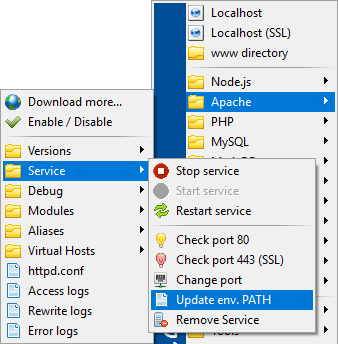 Localhost
Localhost (SSL)
www directory
Node.js
Apache
PHP
MySQL
Tools
Download more...
Enable / Disable
Versions
Service
Debug
Modules
Aliases
Virtual Hosts
httpd.conf
Access logs
Rewrite logs
Error logs
Stop service
Start service
Restart service
Check port 80
Check port 443 (SSL)
Change port
Update env. PATH
Remove Service